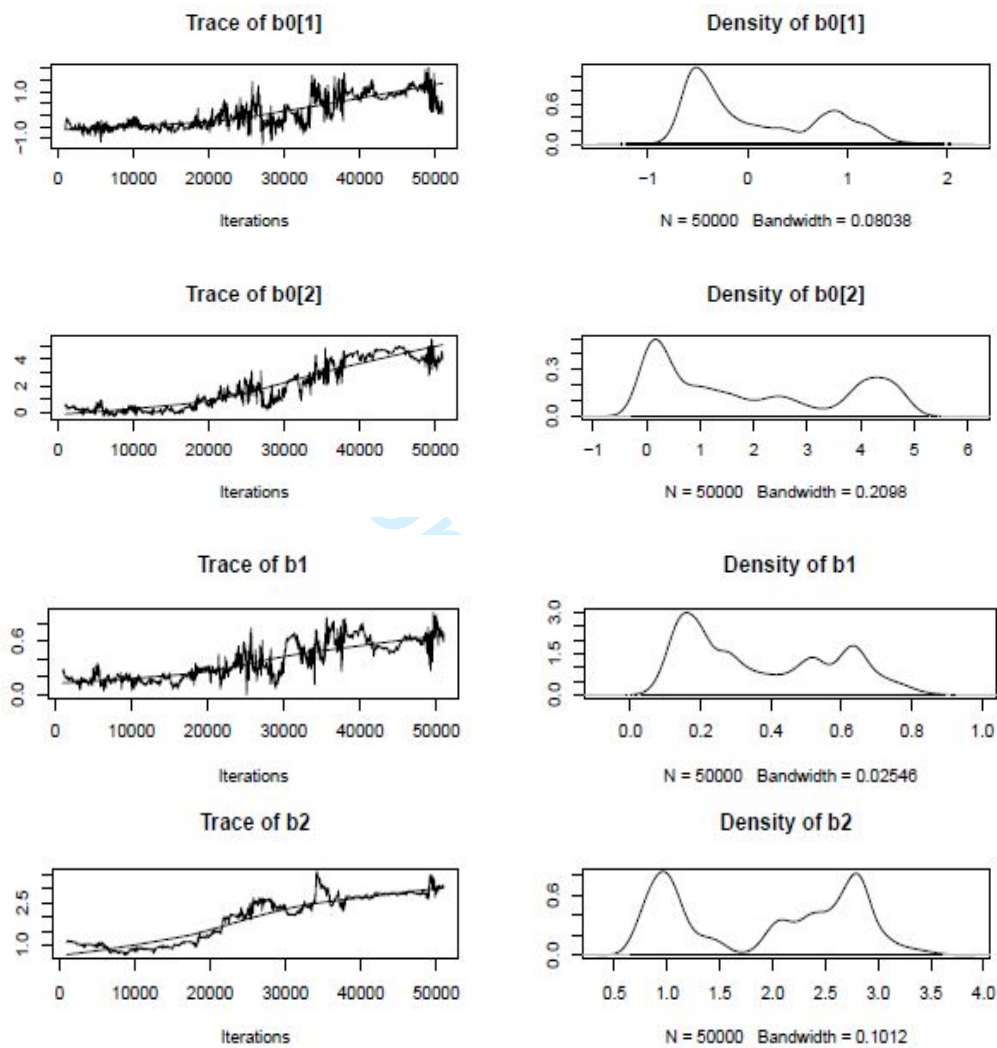 Trace of b0[1]
Density of b0[1]
−1.0 1.0
0 10000 20000 30000 40000 50000
Iterations
0.0 0.6
−1 0 1 2
N = 50000 Bandwidth = 0.08038
Trace of b0[2]
Density of b0[2]
0 2 4
0 10000 20000 30000 40000 50000
Iterations
0.0 0.3
−1 0 1 2 3 4 5 6
N = 50000 Bandwidth = 0.2098
Trace of b1
Density of b1
0.0 0.6
0 10000 20000 30000 40000 50000
Iterations
0.0 1.5 3.0
0.0 0.2 0.4 0.6 0.8 1.0
N = 50000 Bandwidth = 0.02546
Trace of b2
Density of b2
1.0 2.5
0 10000 20000 30000 40000 50000
Iterations
0.0 0.6
0.5 1.0 1.5 2.0 2.5 3.0 3.5 4.0
N = 50000 Bandwidth = 0.1012